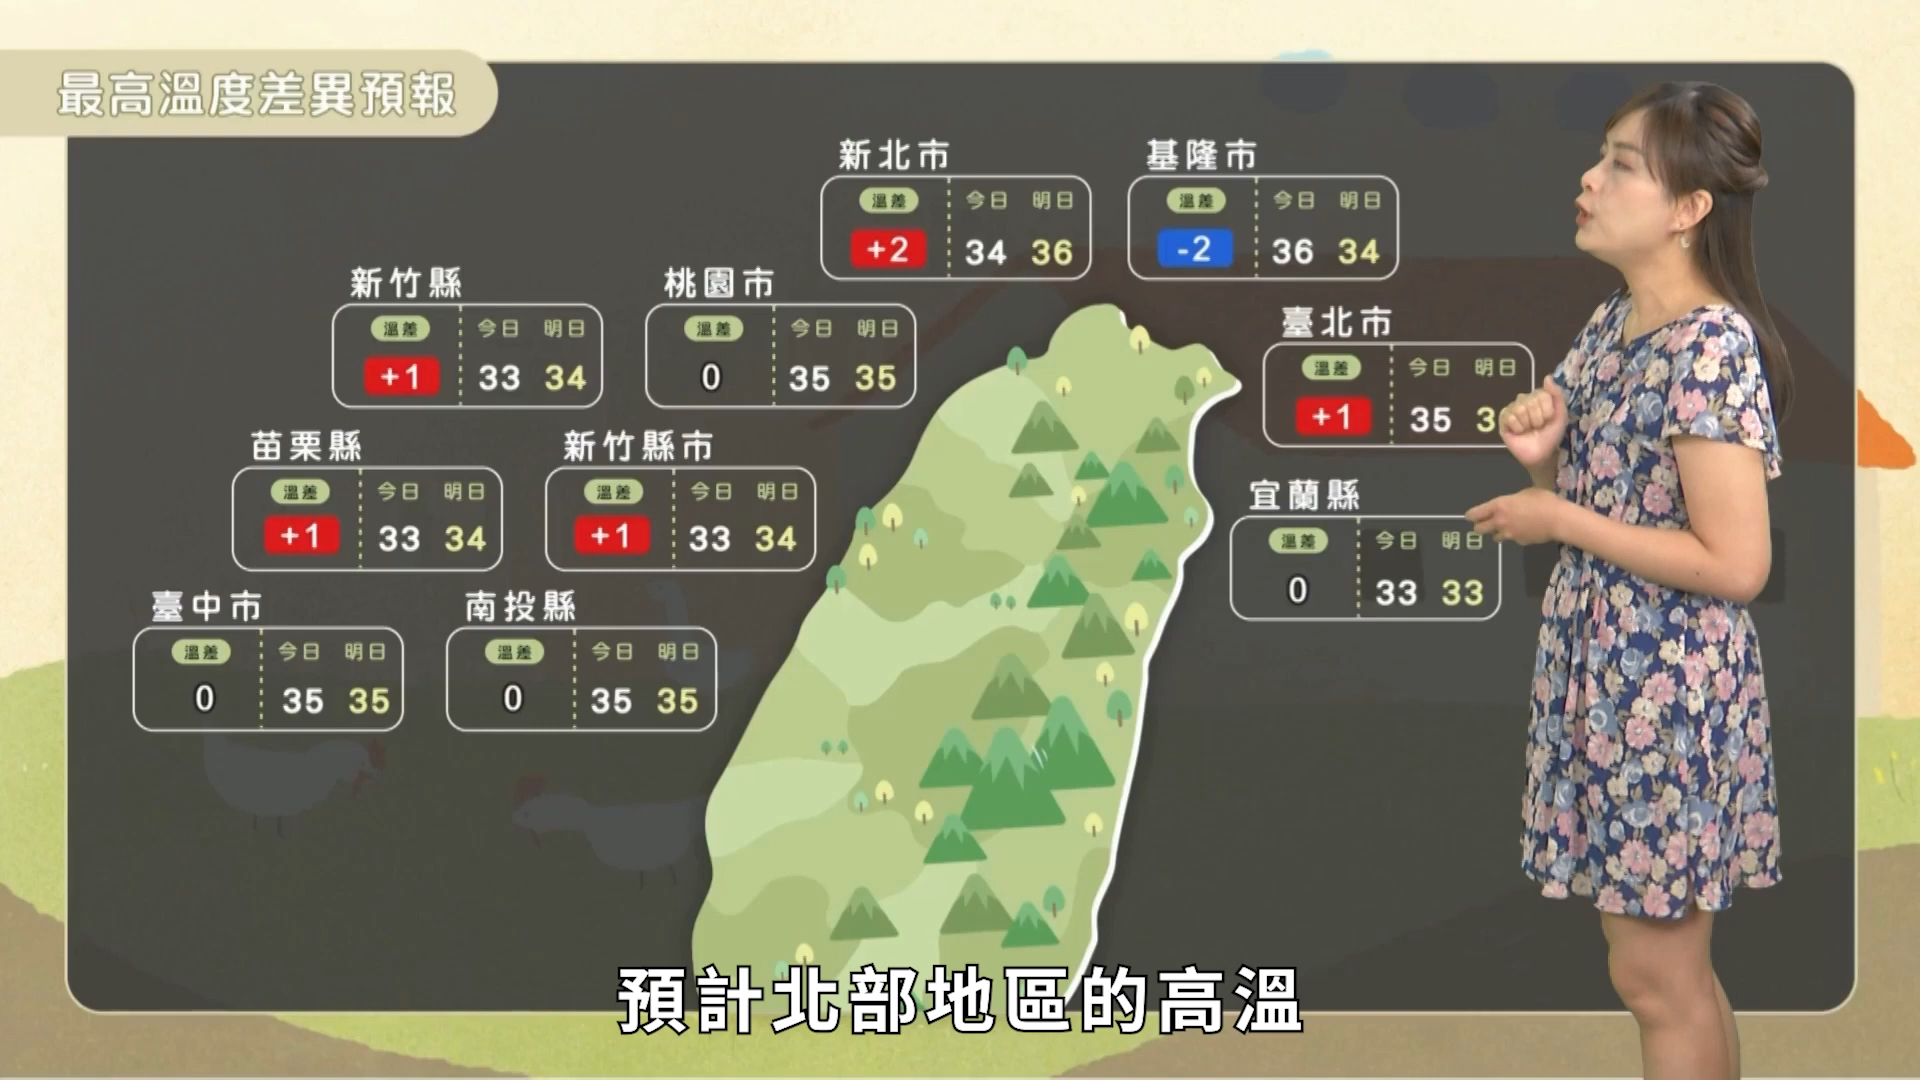 最高溫度差異預報
新北市
溫差 今日 明日
+2 34 36
基隆市
溫差 今日 明日
-2 36 34
新竹縣
溫差 今日 明日
+1 33 34
桃園市
溫差 今日 明日
0 35 35
臺北市
溫差 今日 明日
+1 35
苗栗縣
溫差 今日 明日
+1 33 34
新竹縣市
溫差 今日 明日
+1 33 34
宜蘭縣
溫差 今日 明日
0 33 33
臺中市
溫差 今日 明日
0 35 35
南投縣
溫差 今日 明日
0 35 35
預計北部地區的高溫